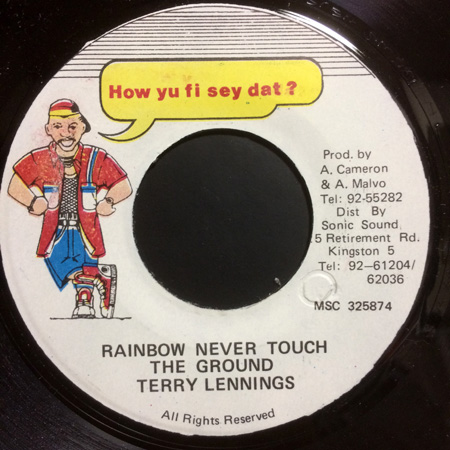 How yu fi sey dat?
Prod. by
A. Cameron
& A. Malvo
Tel: 92-55282
Dist By
Sonic Sound
5 Retirement Rd.
Kingston 5
Tel: 92-61204/
62036
MSC 325874
RAINBOW NEVER TOUCH
THE GROUND
TERRY LENNINGS
All Rights Reserved